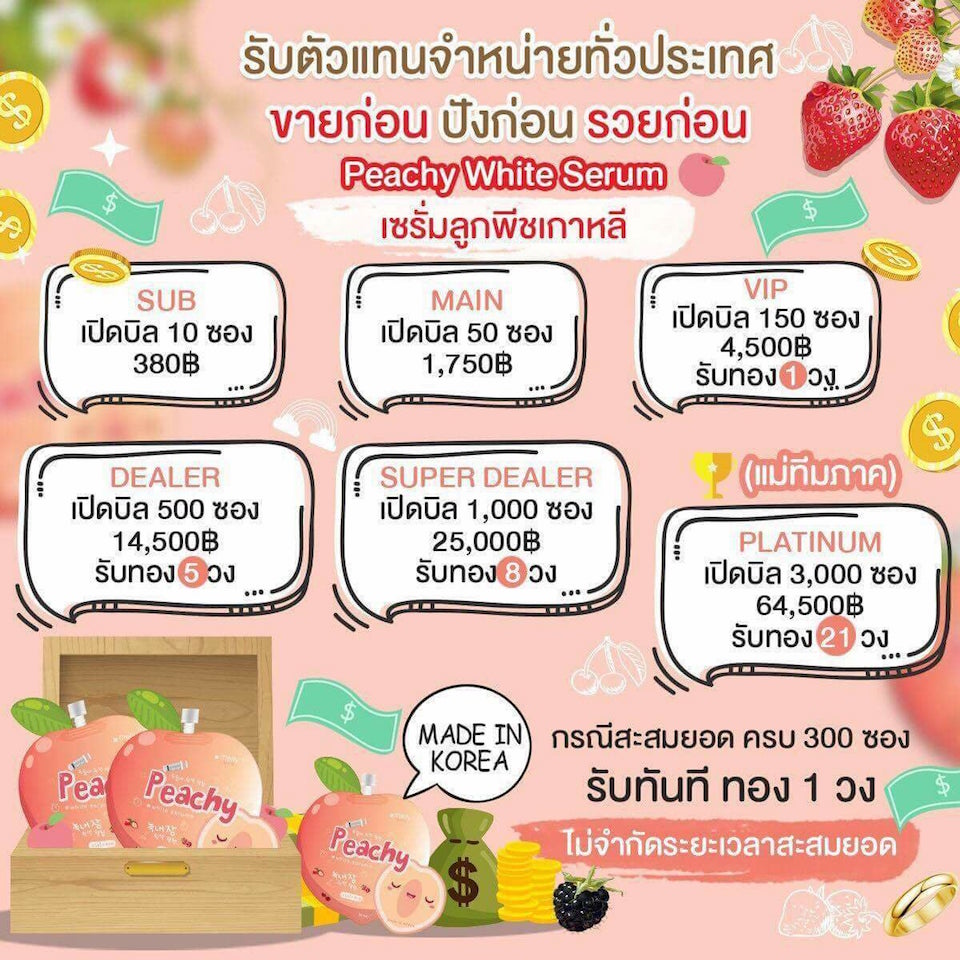 รับตัวแทนจำหน่ายทั่วประเทศ
ขายก่อน ปังก่อน รวยก่อน
Peachy White Serum
เซรั่มลูกพีชเกาหลี
SUB
เปิดบิล 10 ซอง
380฿
MAIN
เปิดบิล 50 ซอง
1,750฿
VIP
เปิดบิล 150 ซอง
4,500฿
รับทอง 1 วง
DEALER
เปิดบิล 500 ซอง
14,500฿
รับทอง 5 วง
SUPER DEALER
เปิดบิล 1,000 ซอง
25,000฿
รับทอง 8 วง
(แม่ทีมภาค)
PLATINUM
เปิดบิล 3,000 ซอง
64,500฿
รับทอง 21 วง
MADE IN
KOREA
กรณีสะสมยอด ครบ 300 ซอง
รับทันที ทอง 1 วง
ไม่จำกัดระยะเวลาสะสมยอด
Peachy
Peachy
Peachy